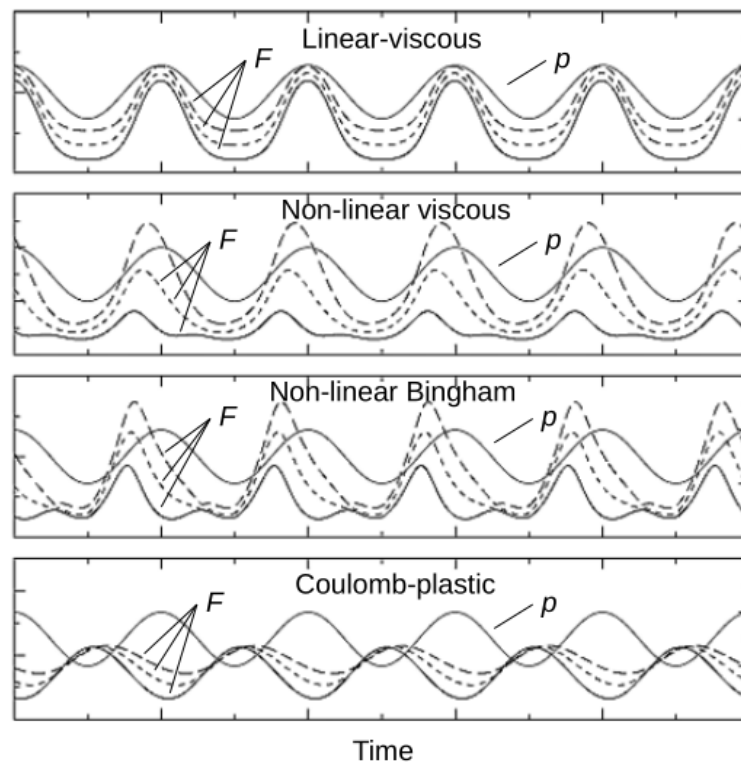 Linear-viscous
F
p
Non-linear viscous
F
p
Non-linear Bingham
F
p
Coulomb-plastic
F
p
Time